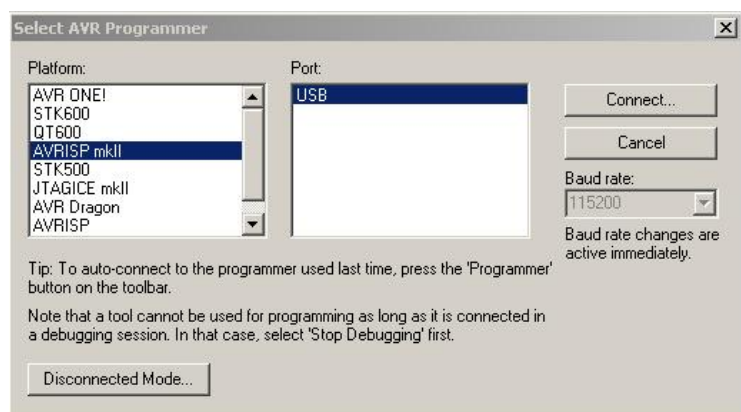 Select AVR Programmer
Platform:
AVR ONE!
STK600
QT600
AVRISP mkII
STK500
JTAGICE mkII
AVR Dragon
AVRISP
Port:
USB
Connect...
Cancel
Baud rate:
115200
Baud rate changes are
active immediately.
Tip: To auto-connect to the programmer used last time, press the 'Programmer'
button on the toolbar.
Note that a tool cannot be used for programming as long as it is connected in
a debugging session. In that case, select 'Stop Debugging' first.
Disconnected Mode...